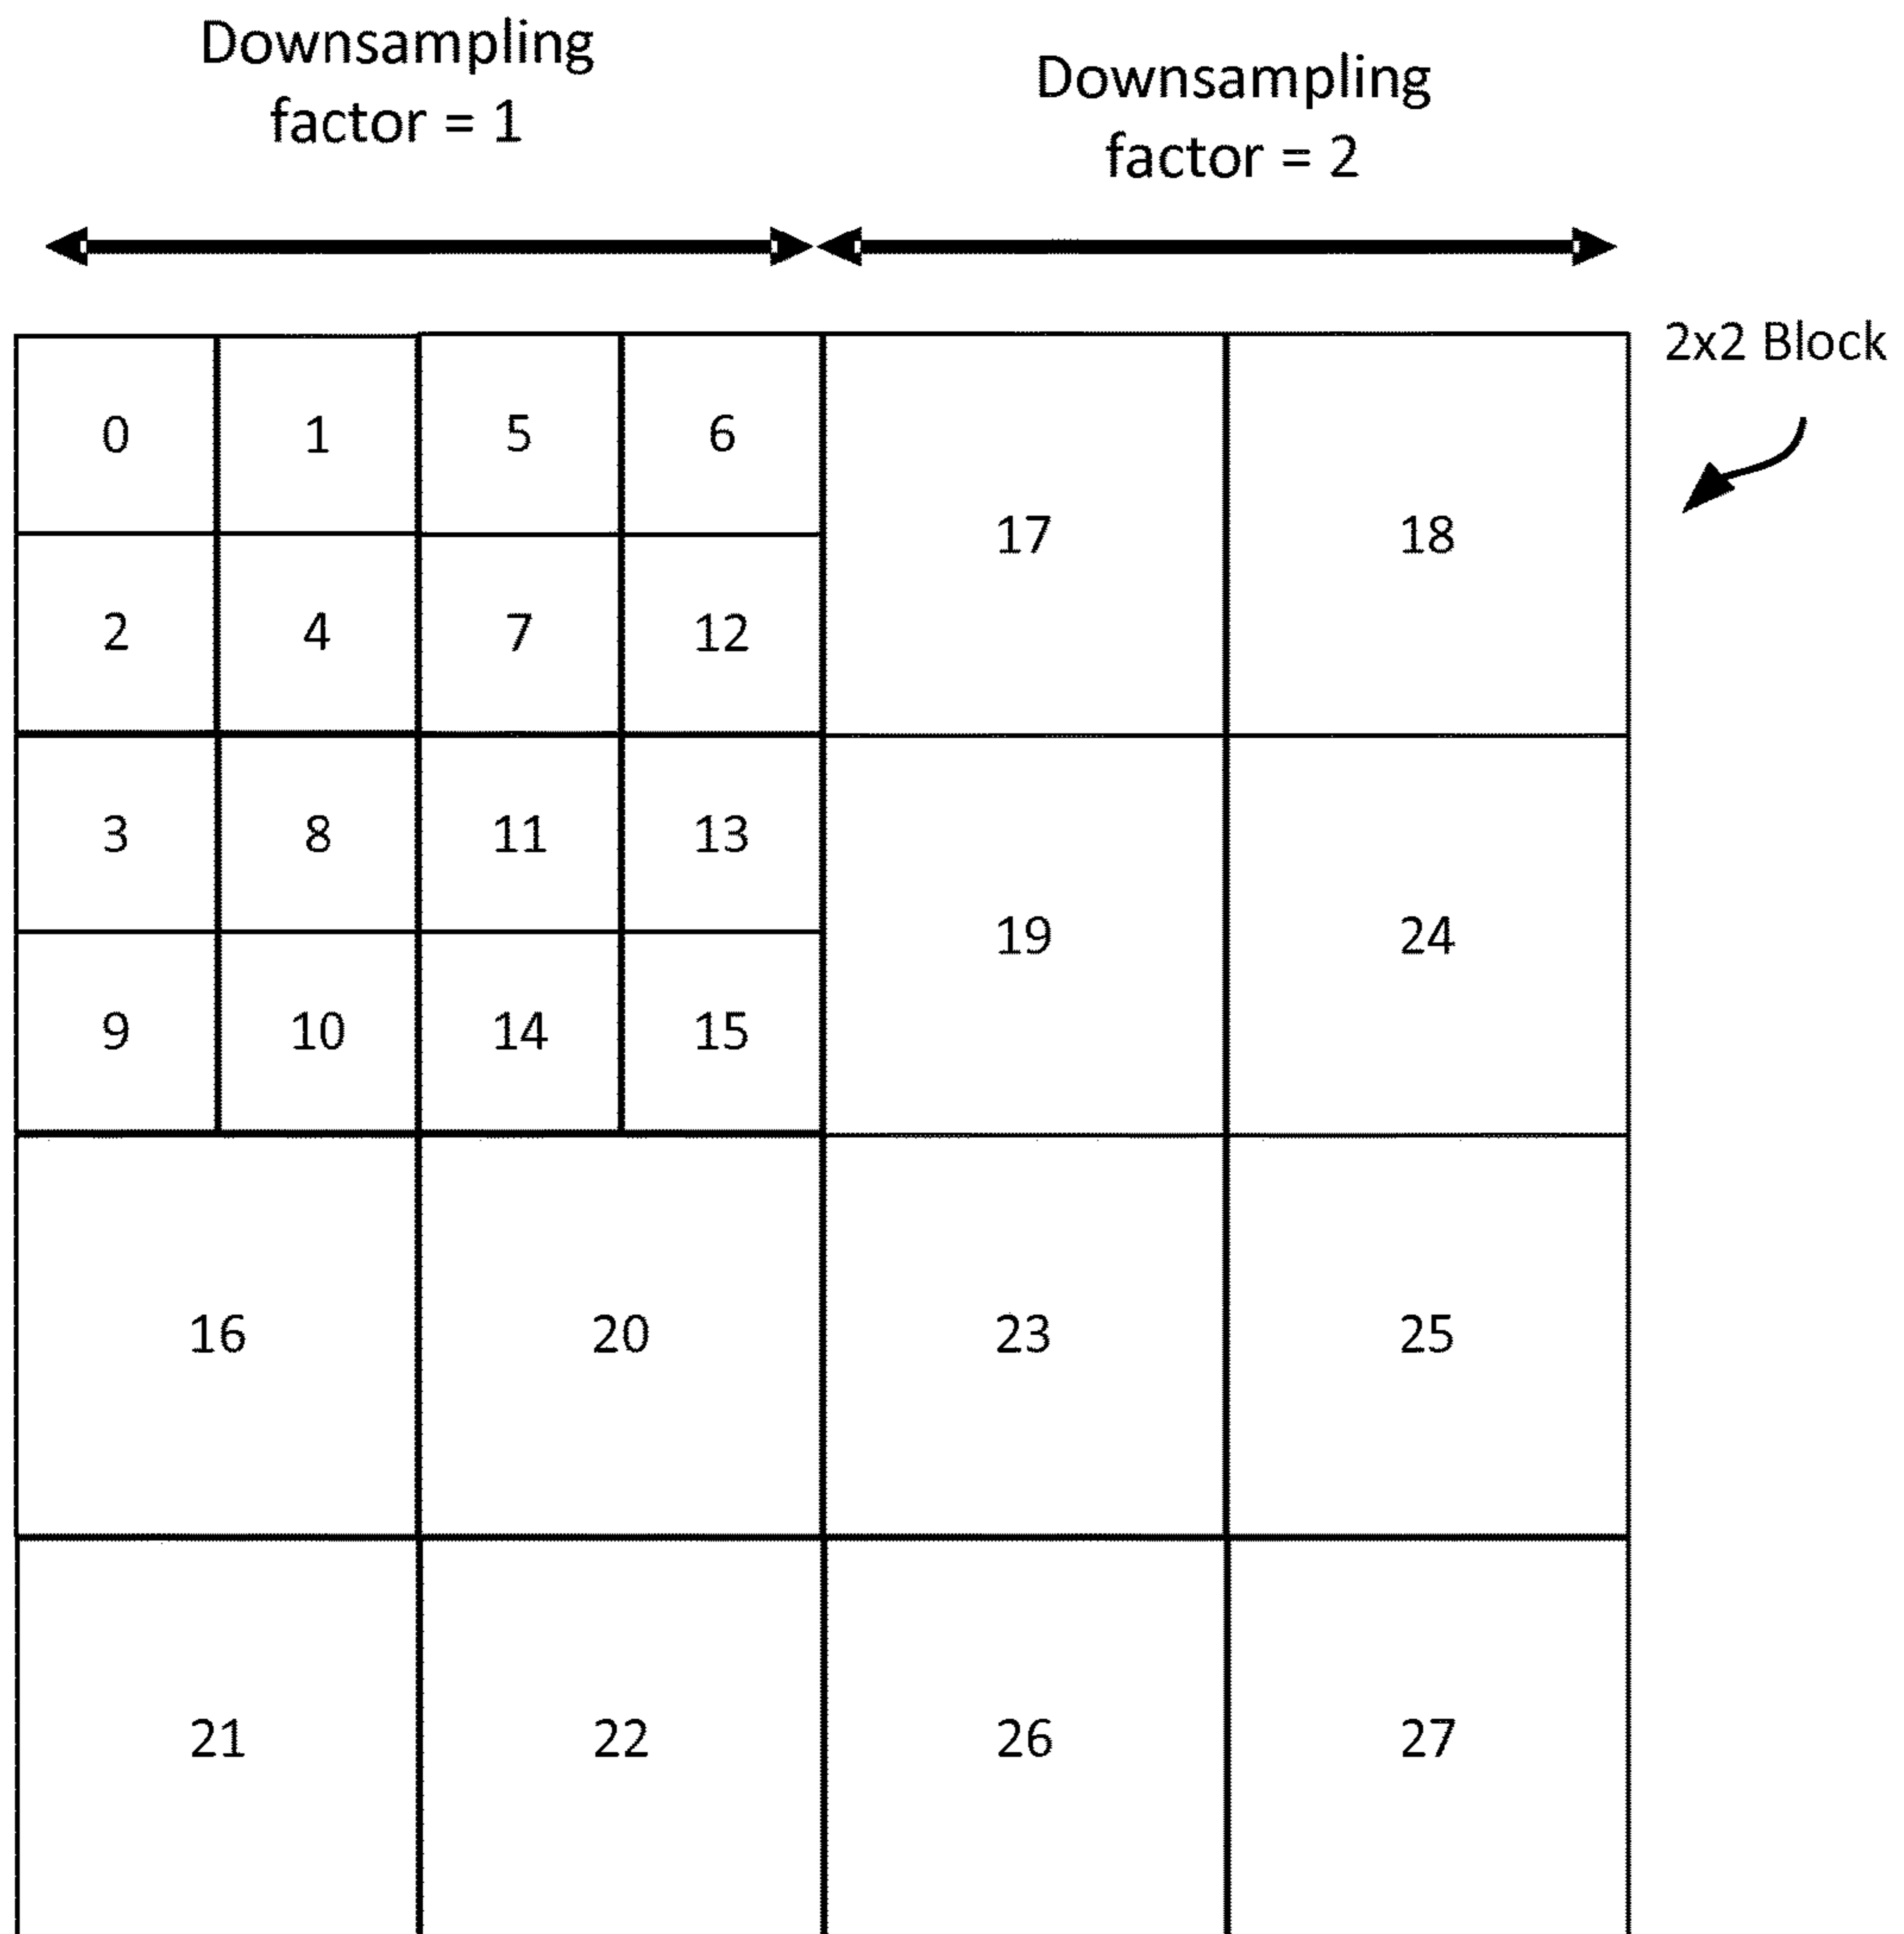 Downsampling
factor = 1
Downsampling
factor = 2
2x2 Block
0 1 5 6
17 18
2 4 7 12
3 8 11 13
19 24
9 10 14 15
16 20 23 25
21 22 26 27